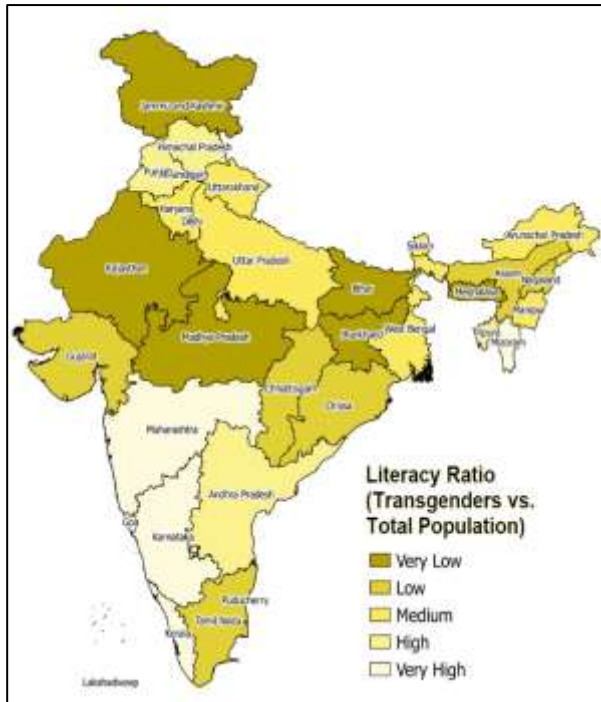 Jammu and Kashmir
Himachal Pradesh
Punjab
Uttarakhand
Haryana
Delhi
Arunachal Pradesh
Sikkim
Rajasthan
Uttar Pradesh
Assam
Nagaland
Bihar
Meghalaya
Manipur
Jharkhand
West Bengal
Tripura
Mizoram
Madhya Pradesh
Gujarat
Chhattisgarh
Orissa
Maharashtra
Literacy Ratio
(Transgenders vs.
Total Population)
Andhra Pradesh
Goa
Karnataka
Very Low
Low
Puducherry
Medium
Tamil Nadu
Kerala
High
Very High
Lakshadweep